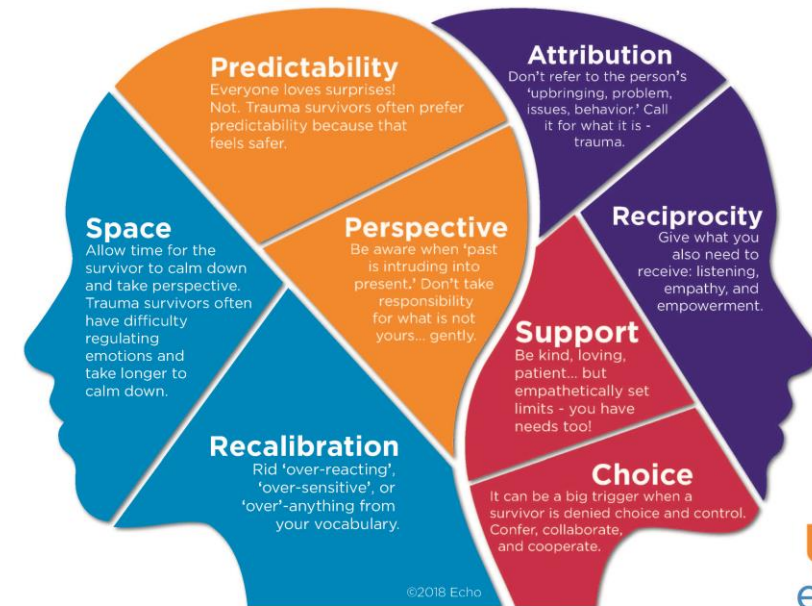 Predictability
Everyone loves surprises!
Not. Trauma survivors often prefer
predictability because that
feels safer.
Attribution
Don't refer to the person's
'upbringing, problem,
issues, behavior.' Call
it for what it is -
trauma.
Space
Allow time for the
survivor to calm down
and take perspective.
Trauma survivors often
have difficulty
regulating
emotions and
take longer to
calm down.
Perspective
Be aware when 'past
is intruding into
present.' Don't take
responsibility
for what is not
yours... gently.
Reciprocity
Give what you
also need to
receive: listening,
empathy, and
empowerment.
Support
Be kind, loving,
patient... but
empathetically set
limits - you have
needs too!
Recalibration
Rid 'over-reacting',
'over-sensitive', or
'over'-anything from
your vocabulary.
Choice
It can be a big trigger when a
survivor is denied choice and control.
Confer, collaborate,
and cooperate.
©2018 Echo